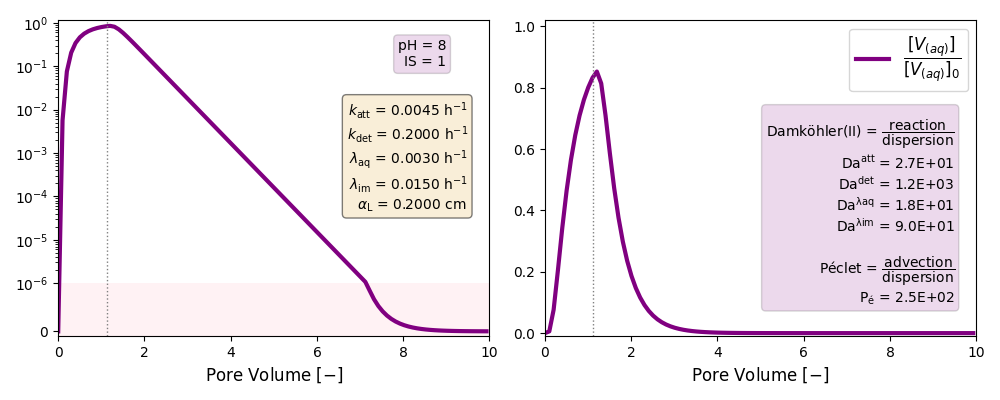 10⁰
10⁻¹
10⁻²
10⁻³
10⁻⁴
10⁻⁵
10⁻⁶
0
0 2 4 6 8 10
Pore Volume [−]
pH = 8
IS = 1
k_att = 0.0045 h⁻¹
k_det = 0.2000 h⁻¹
λ_aq = 0.0030 h⁻¹
λ_im = 0.0150 h⁻¹
α_L = 0.2000 cm
1.0
0.8
0.6
0.4
0.2
0.0
0 2 4 6 8 10
Pore Volume [−]
[V₍aq₎]
[V₍aq₎]₀
Damköhler(II) = reaction
dispersion
Da^att = 2.7E+01
Da^det = 1.2E+03
Da^λaq = 1.8E+01
Da^λim = 9.0E+01
Péclet = advection
dispersion
P_é = 2.5E+02